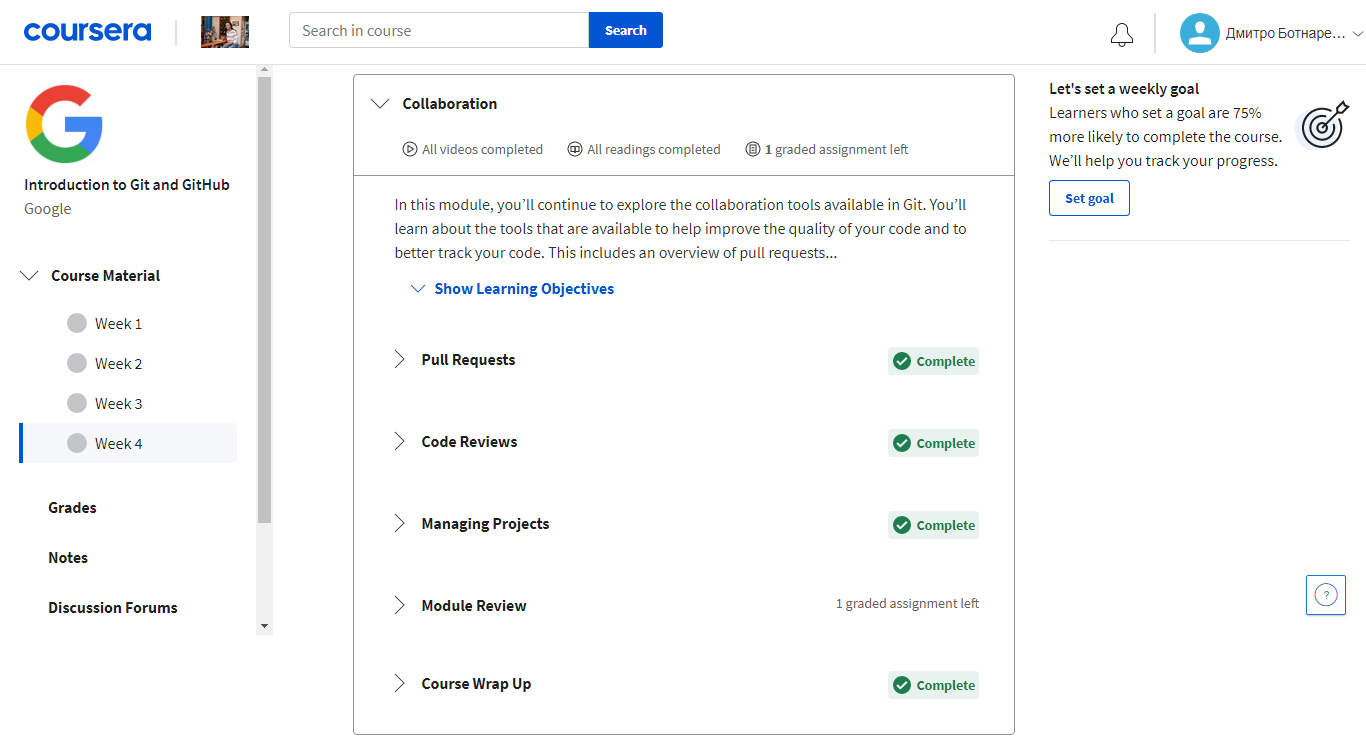 coursera
Search in course
Search
Дмитро Ботнаре...
Introduction to Git and GitHub
Google
Course Material
Week 1
Week 2
Week 3
Week 4
Grades
Notes
Discussion Forums
Collaboration
All videos completed
All readings completed
1 graded assignment left
In this module, you’ll continue to explore the collaboration tools available in Git. You’ll
learn about the tools that are available to help improve the quality of your code and to
better track your code. This includes an overview of pull requests...
Show Learning Objectives
Pull Requests
Complete
Code Reviews
Complete
Managing Projects
Complete
Module Review
1 graded assignment left
Course Wrap Up
Complete
Let's set a weekly goal
Learners who set a goal are 75%
more likely to complete the course.
We’ll help you track your progress.
Set goal
?